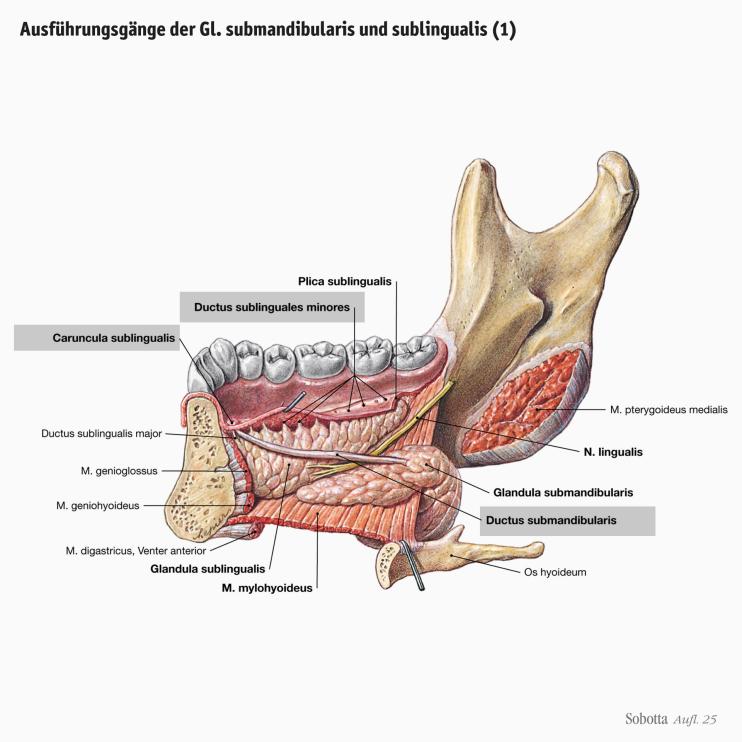 Ausführungsgänge der Gl. submandibularis und sublingualis (1)
Plica sublingualis
Ductus sublinguales minores
Caruncula sublingualis
M. pterygoideus medialis
Ductus sublingualis major
N. lingualis
M. genioglossus
Glandula submandibularis
M. geniohyoideus
Ductus submandibularis
M. digastricus, Venter anterior
Glandula sublingualis
Os hyoideum
M. mylohyoideus
Sobotta Aufl. 25